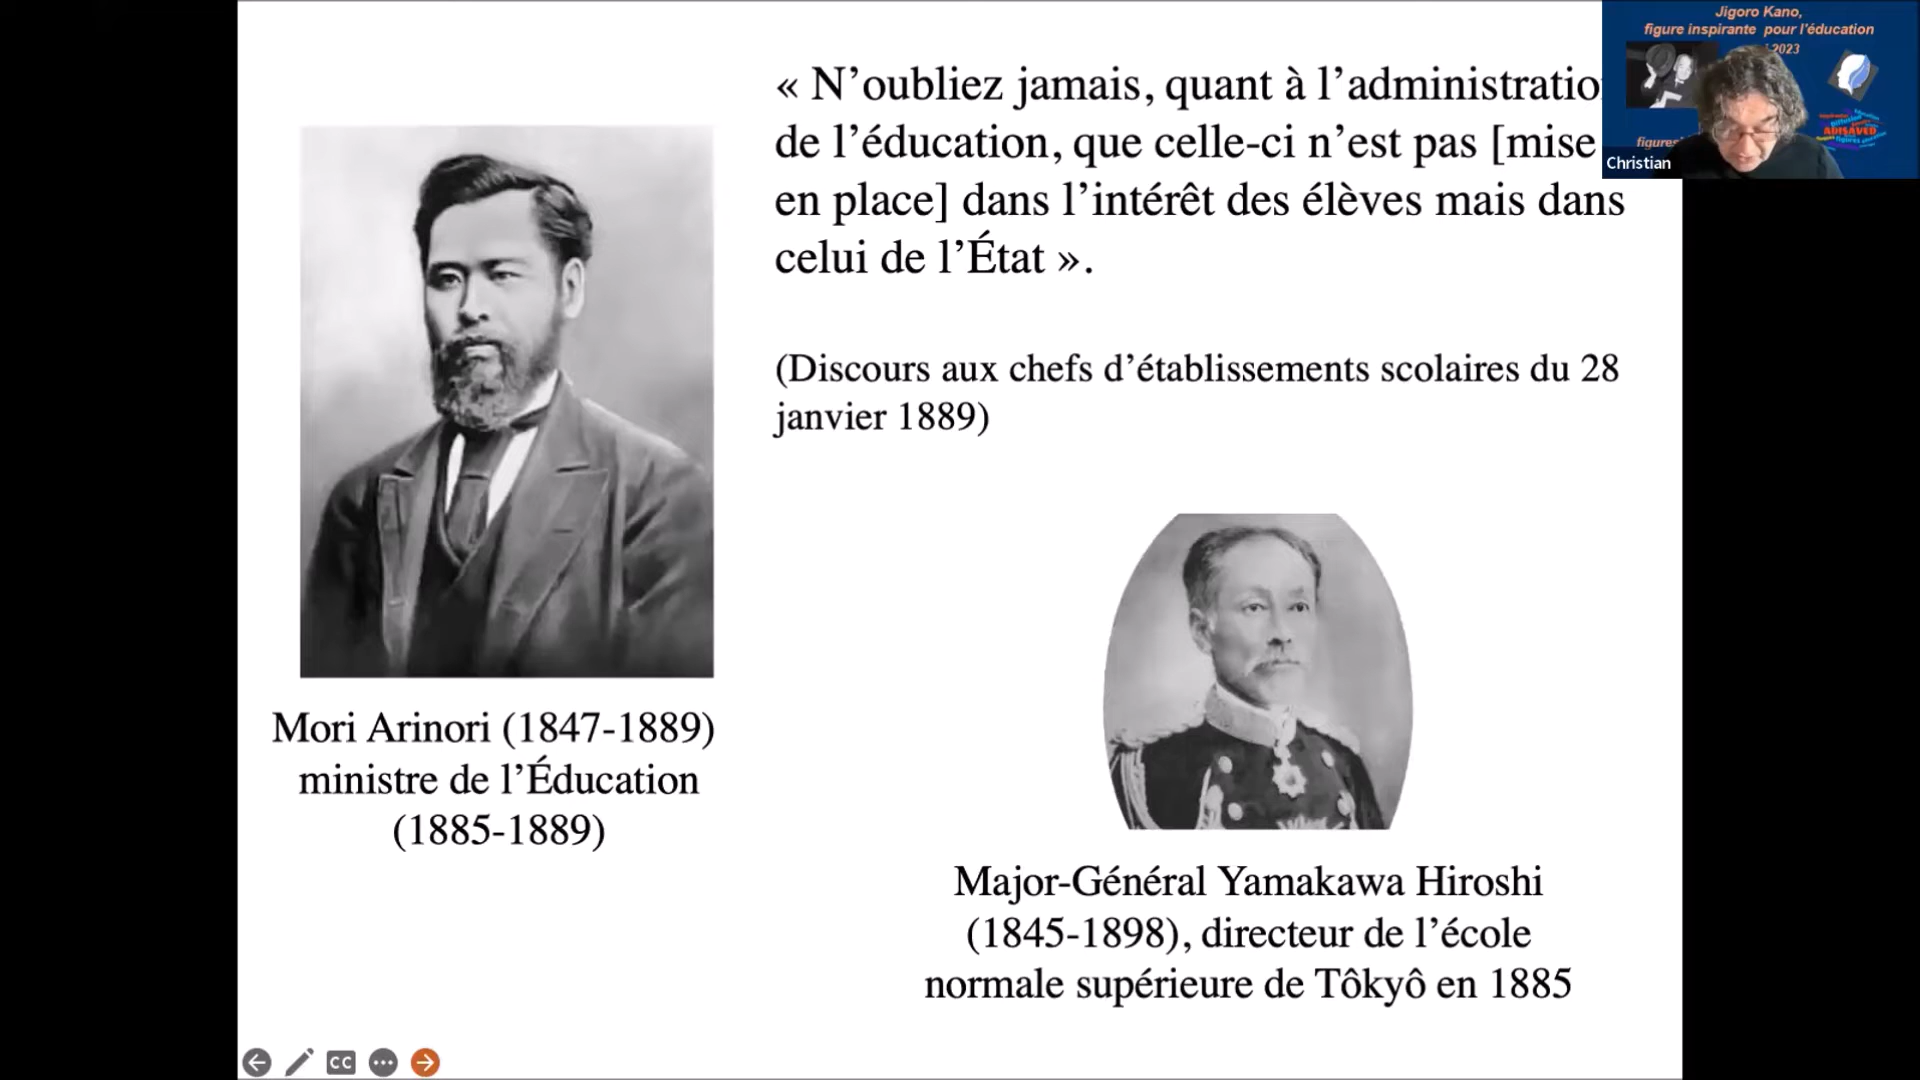 « N’oubliez jamais, quant à l’administratio
de l’éducation, que celle-ci n’est pas [mise
en place] dans l’intérêt des élèves mais dans
celui de l’État ».
(Discours aux chefs d’établissements scolaires du 28
janvier 1889)
Mori Arinori (1847-1889)
ministre de l’Éducation
(1885-1889)
Major-Général Yamakawa Hiroshi
(1845-1898), directeur de l’école
normale supérieure de Tôkyô en 1885
Jigoro Kano,
figure inspirante pour l'éducation
2023
figures
ADISAVED
Christian
CC